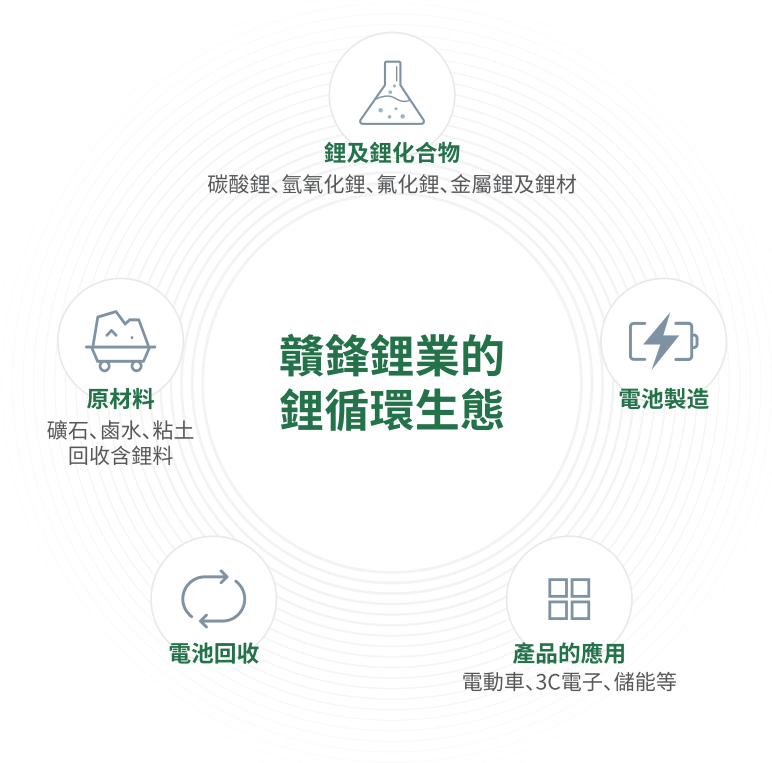 鋰及鋰化合物
碳酸鋰、氫氧化鋰、氟化鋰、金屬鋰及鋰材
贛鋒鋰業的
鋰循環生態
原材料
礦石、鹵水、粘土
回收含鋰料
電池製造
電池回收
產品的應用
電動車、3C電子、儲能等